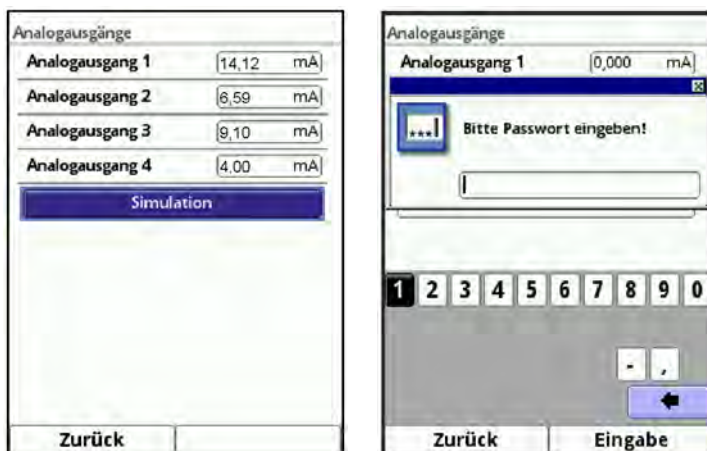 Analogausgänge
Analogausgang 1 14,12 mA
Analogausgang 2 6,59 mA
Analogausgang 3 9,10 mA
Analogausgang 4 4,00 mA
Simulation
Zurück
Analogausgänge
Analogausgang 1 0,000 mA
***
Bitte Passwort eingeben!
1 2 3 4 5 6 7 8 9 0
- ,
Zurück Eingabe